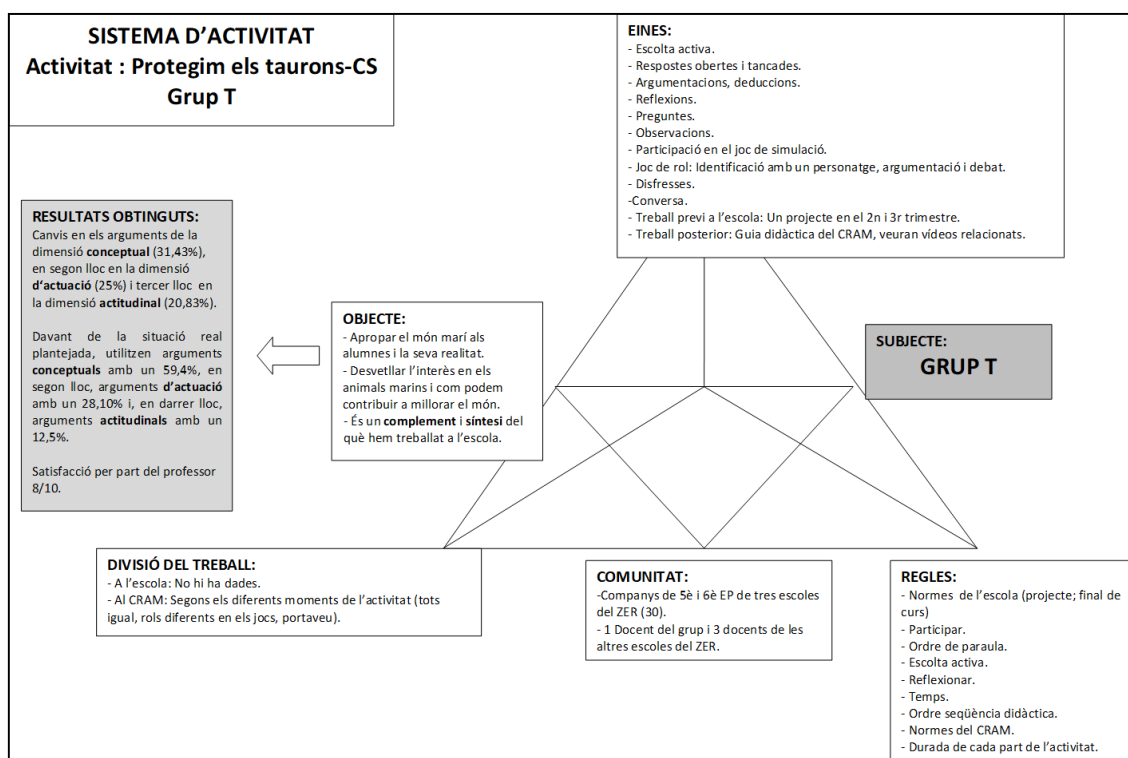 SISTEMA D'ACTIVITAT
Activitat : Protegim els taurons-CS
Grup T
EINES:
- Escolta activa.
- Respostes obertes i tancades.
- Argumentacions, deduccions.
- Reflexions.
- Preguntes.
- Observacions.
- Participació en el joc de simulació.
- Joc de rol: Identificació amb un personatge, argumentació i debat.
- Disfresses.
-Conversa.
- Treball previ a l'escola: Un projecte en el 2n i 3r trimestre.
- Treball posterior: Guia didàctica del CRAM, veuran vídeos relacionats.
RESULTATS OBTINGUTS:
Canvis en els arguments de la
dimensió conceptual (31,43%),
en segon lloc en la dimensió
d'actuació (25%) i tercer lloc en
la dimensió actitudinal (20,83%).
Davant de la situació real
plantejada, utilitzen arguments
conceptuals amb un 59,4%, en
segon lloc, arguments d'actuació
amb un 28,10% i, en darrer lloc,
arguments actitudinals amb un
12,5%.
Satisfacció per part del professor
8/10.
OBJECTE:
- Apropar el món marí als
alumnes i la seva realitat.
- Desvetllar l'interès en els
animals marins i com podem
contribuir a millorar el món.
- És un complement i síntesi del
què hem treballat a l'escola.
SUBJECTE:
GRUP T
DIVISIÓ DEL TREBALL:
- A l'escola: No hi ha dades.
- Al CRAM: Segons els diferents moments de l'activitat (tots
igual, rols diferents en els jocs, portaveu).
COMUNITAT:
-Companys de 5è i 6è EP de tres escoles
del ZER (30).
- 1 Docent del grup i 3 docents de les
altres escoles del ZER.
REGLES:
- Normes de l'escola (projecte; final de
curs)
- Participar.
- Ordre de paraula.
- Escolta activa.
- Reflexionar.
- Temps.
- Ordre seqüència didàctica.
- Normes del CRAM.
- Durada de cada part de l'activitat.